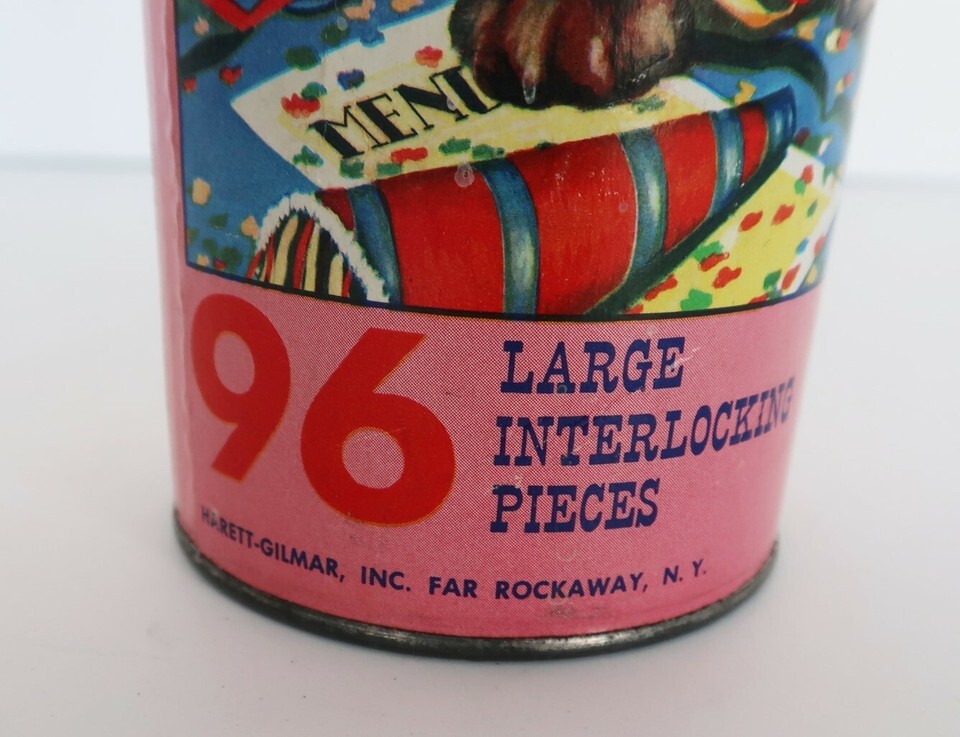 MENU
96
LARGE
INTERLOCKING
PIECES
HARETT-GILMAR, INC. FAR ROCKAWAY, N. Y.